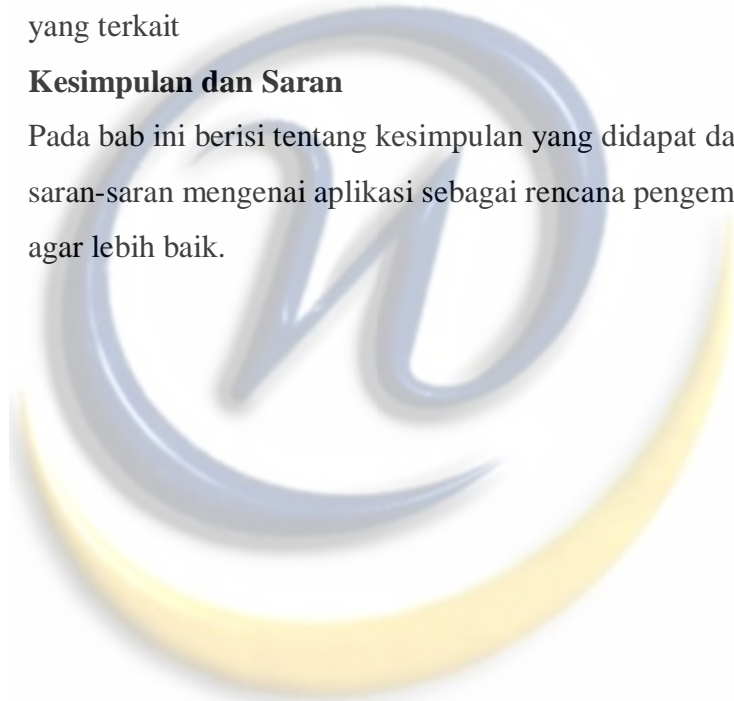 yang terkait
Kesimpulan dan Saran
Pada bab ini berisi tentang kesimpulan yang didapat da
saran-saran mengenai aplikasi sebagai rencana pengem
agar lebih baik.